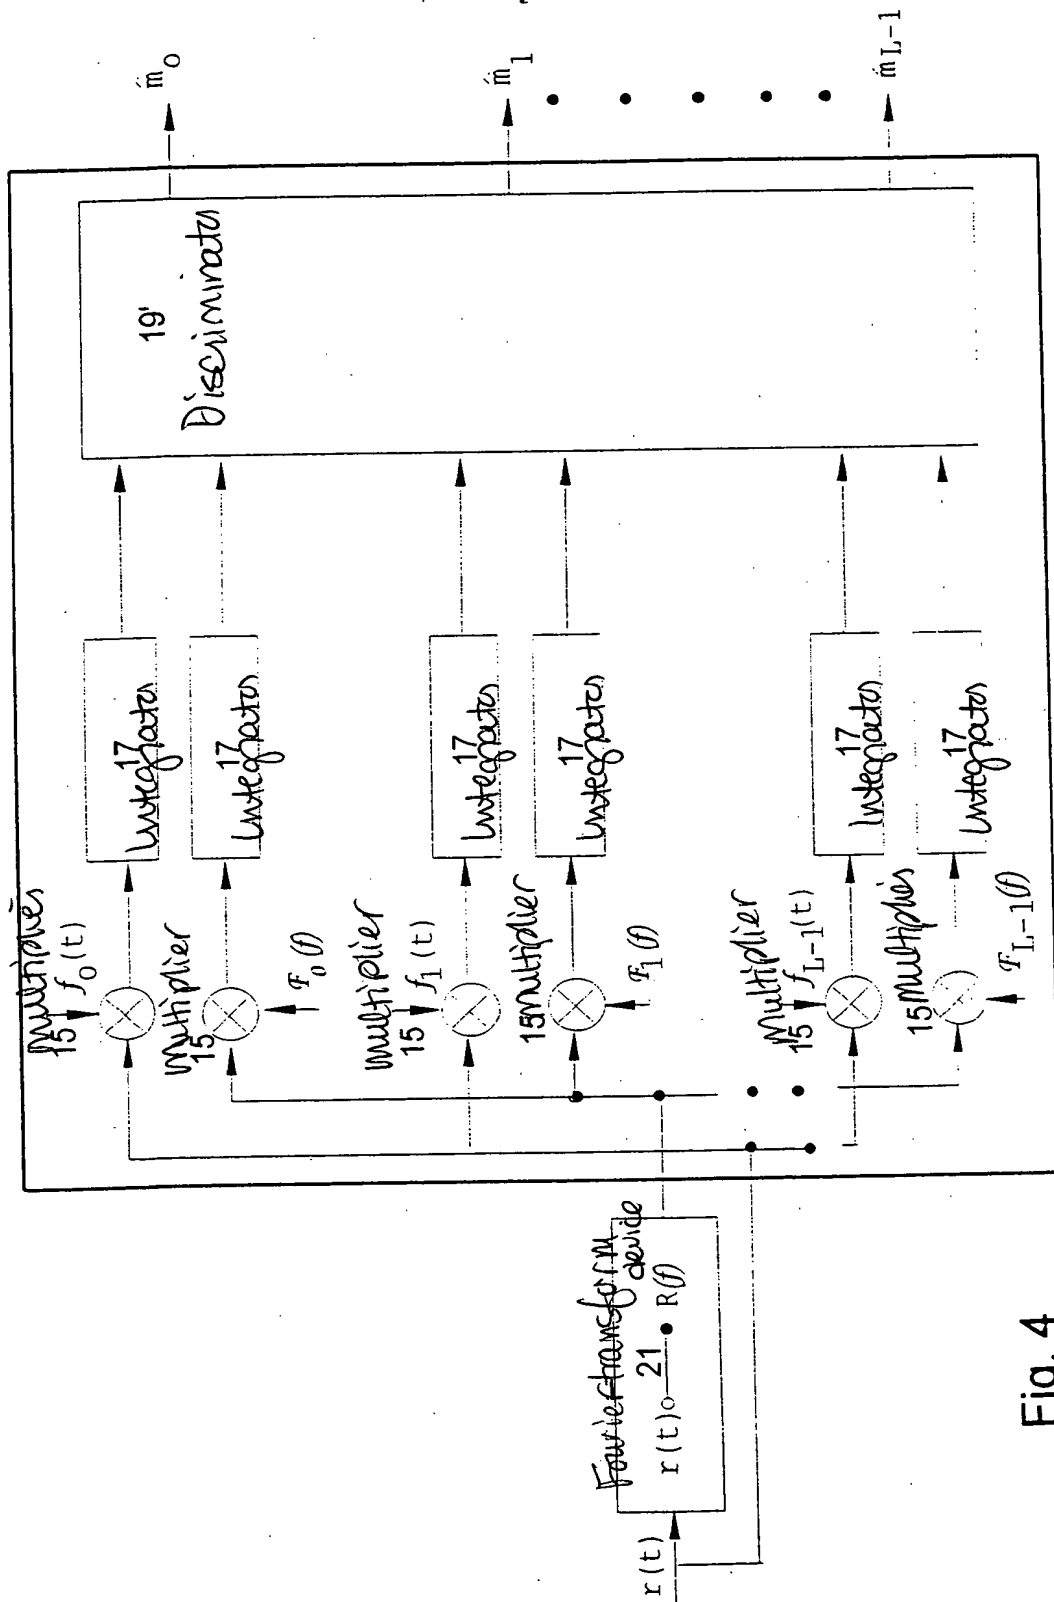 m̂0
m̂1
m̂L-1
19'
Discriminator
17
Integrator
17
Integrator
17
Integrator
17
Integrator
17
Integrator
17
Integrator
Multiplier
15
f0(t)
Multiplier
15
F0(f)
Multiplier
15
f1(t)
15 Multiplier
F1(f)
Multiplier
15
fL-1(t)
15 Multiplier
FL-1(f)
Fourier transform
device
21
r(t) R(f)
r(t)
Fig. 4